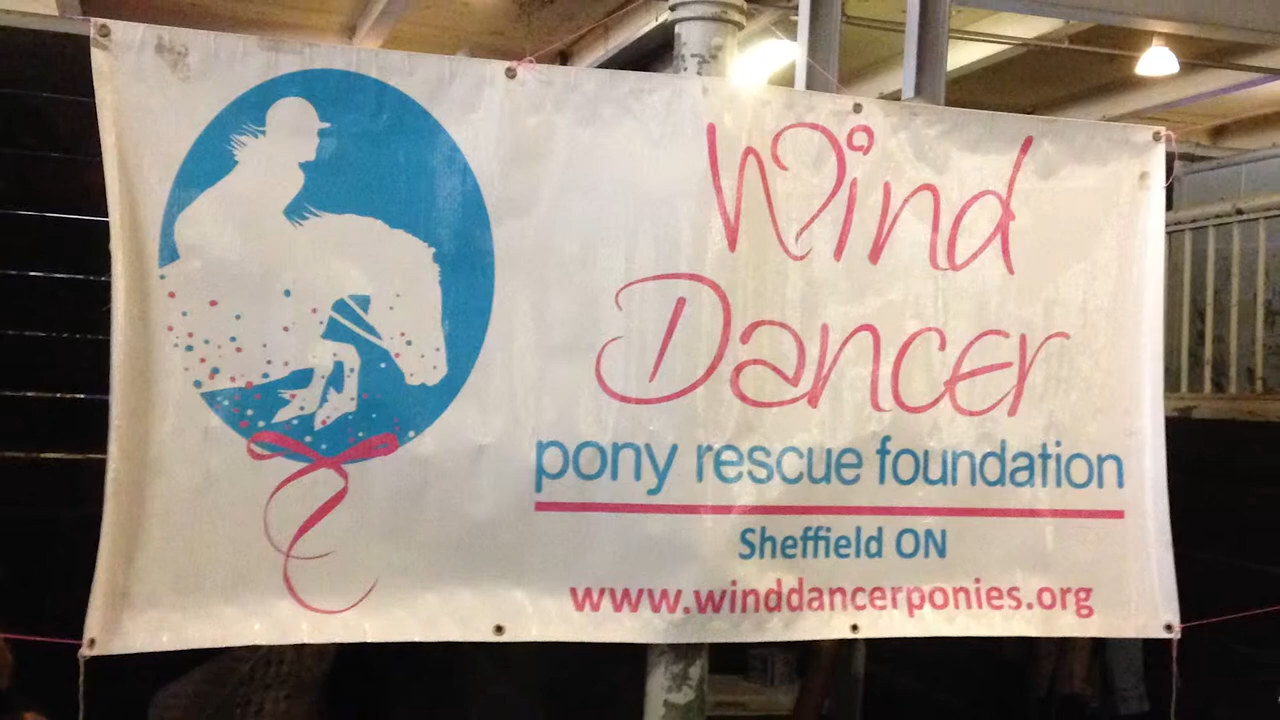 Wind
Dancer
pony rescue foundation
Sheffield ON
www.winddancerponies.org